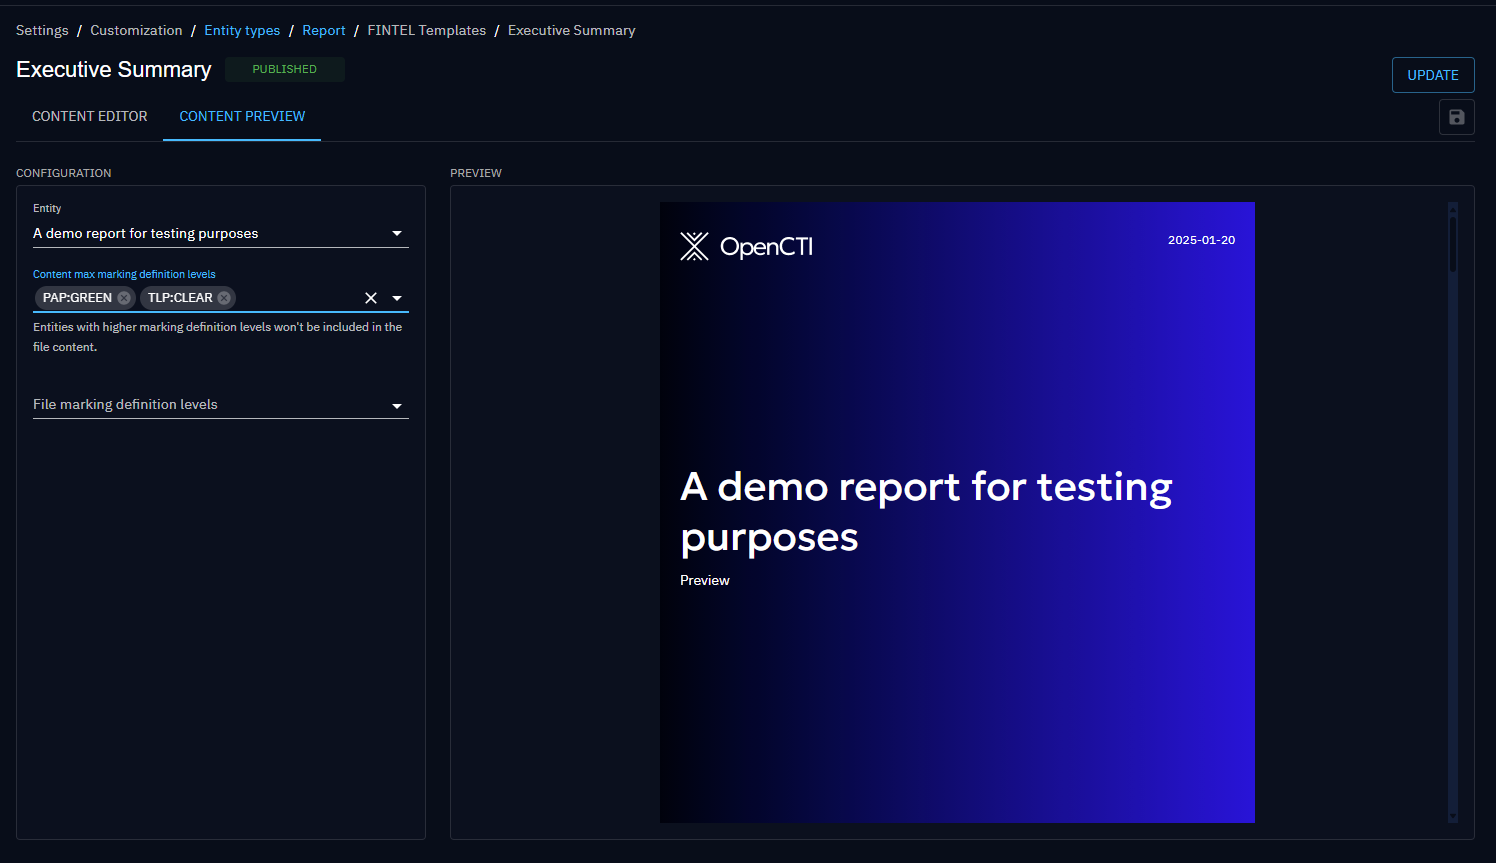 Settings / Customization / Entity types / Report / FINTEL Templates / Executive Summary
Executive Summary
PUBLISHED
UPDATE
CONTENT EDITOR
CONTENT PREVIEW
CONFIGURATION
Entity
A demo report for testing purposes
Content max marking definition levels
PAP:GREEN
TLP:CLEAR
Entities with higher marking definition levels won't be included in the
file content.
File marking definition levels
PREVIEW
OpenCTI
2025-01-20
A demo report for testing
purposes
Preview